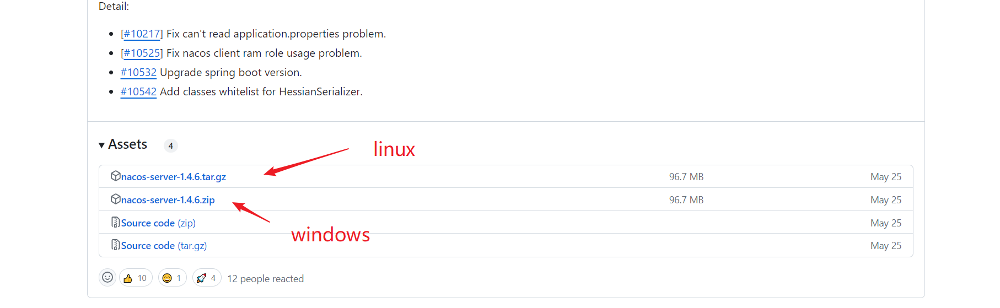 Detail:
[#10217] Fix can't read application.properties problem.
[#10525] Fix nacos client ram role usage problem.
#10532 Upgrade spring boot version.
#10542 Add classes whitelist for HessianSerializer.
Assets 4
linux
nacos-server-1.4.6.tar.gz 96.7 MB May 25
nacos-server-1.4.6.zip 96.7 MB May 25
Source code (zip) May 25
windows
Source code (tar.gz) May 25
10 1 4 12 people reacted